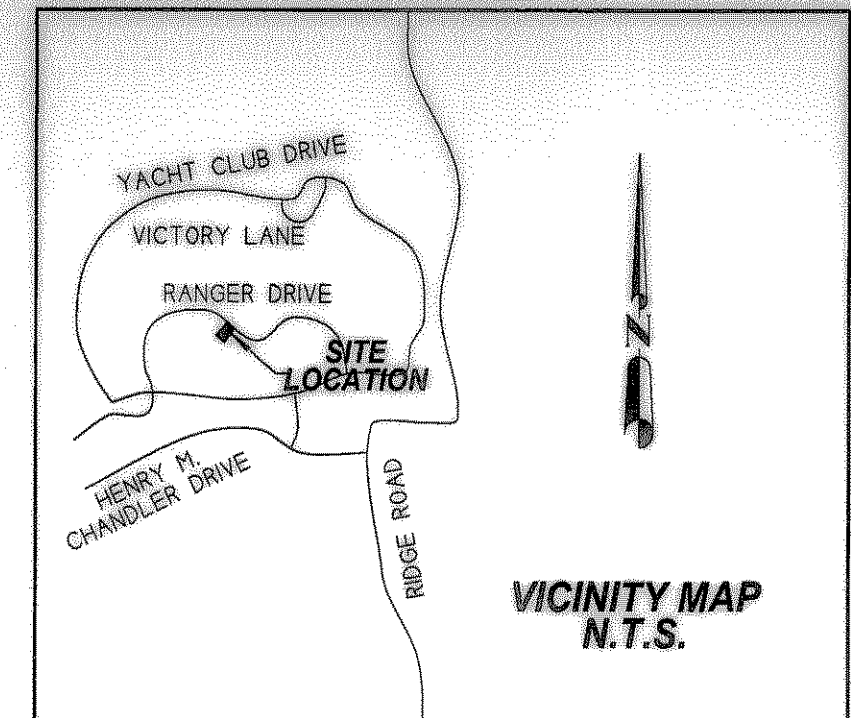 YACHT CLUB DRIVE
VICTORY LANE
RANGER DRIVE
SITE
LOCATION
N
HENRY M.
CHANDLER DRIVE
RIDGE ROAD
VICINITY MAP
N.T.S.